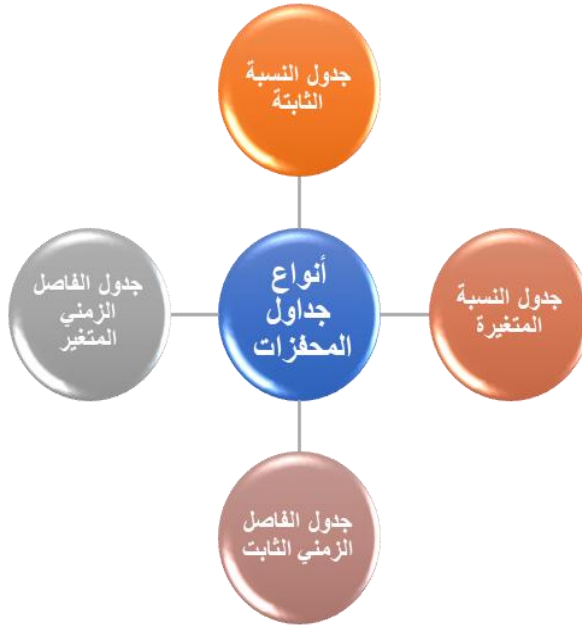 جدول النسبة
الثابتة
أنواع
جداول
المحفزات
جدول النسبة
المتغيرة
جدول الفاصل
الزمني
المتغير
جدول الفاصل
الزمني الثابت